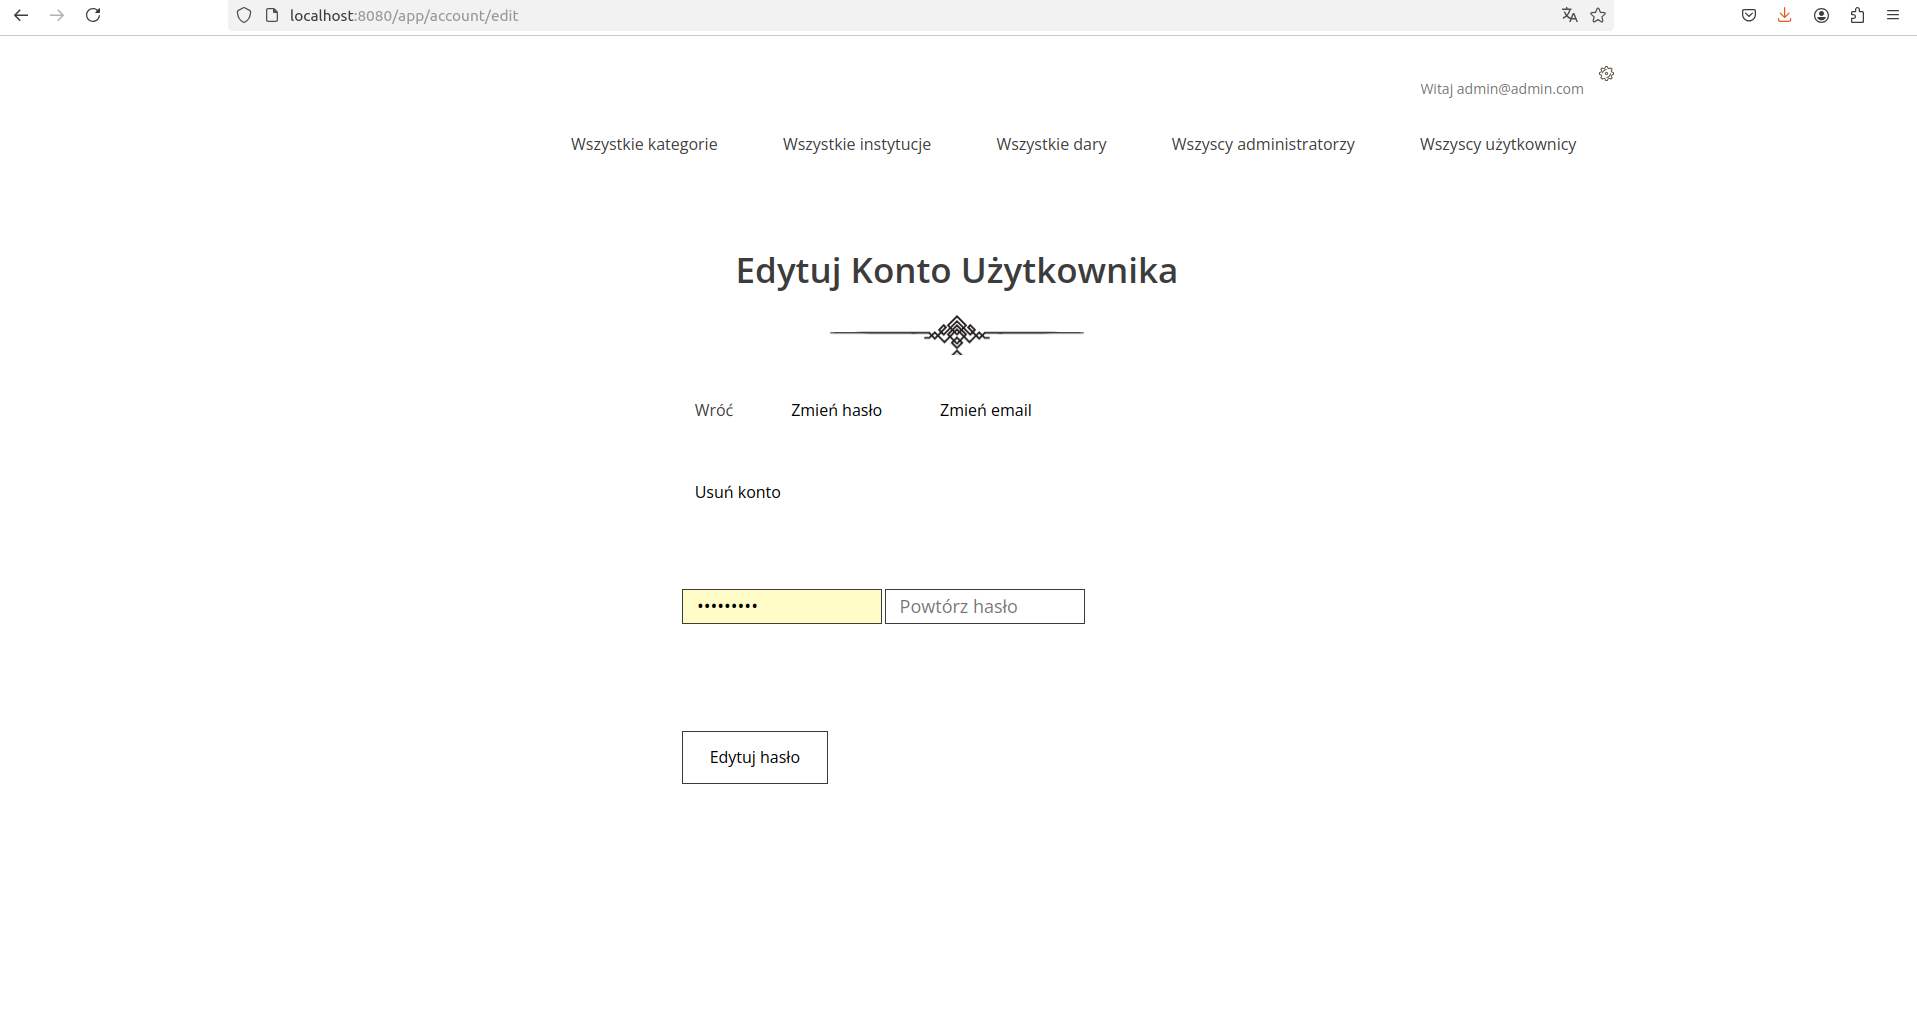 localhost:8080/app/account/edit
Witaj admin@admin.com
Wszystkie kategorie Wszystkie instytucje Wszystkie dary Wszyscy administratorzy Wszyscy użytkownicy
Edytuj Konto Użytkownika
Wróć Zmień hasło Zmień email
Usuń konto
••••••••• Powtórz hasło
Edytuj hasło